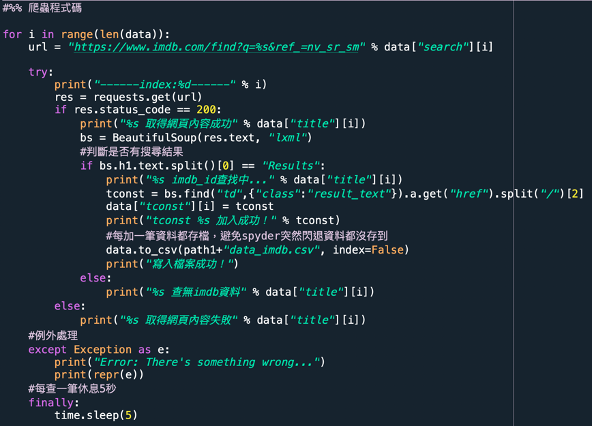 #%% 爬蟲程式碼
for i in range(len(data)):
    url = "https://www.imdb.com/find?q=%s&ref_=nv_sr_sm" % data["search"][i]
    try:
        print("------index:%d------" % i)
        res = requests.get(url)
        if res.status_code == 200:
            print("%s 取得網頁內容成功" % data["title"][i])
            bs = BeautifulSoup(res.text, "lxml")
            #判斷是否有搜尋結果
            if bs.h1.text.split()[0] == "Results":
                print("%s imdb_id查找中..." % data["title"][i])
                tconst = bs.find("td",{"class":"result_text"}).a.get("href").split("/")[2]
                data["tconst"][i] = tconst
                print("tconst %s 加入成功！" % tconst)
                #每加一筆資料都存檔，避免spyder突然閃退資料都沒存到
                data.to_csv(path1+"data_imdb.csv", index=False)
                print("寫入檔案成功！")
            else:
                print("%s 查無imdb資料" % data["title"][i])
        else:
            print("%s 取得網頁內容失敗" % data["title"][i])
    #例外處理
    except Exception as e:
        print("Error: There's something wrong...")
        print(repr(e))
    #每查一筆休息5秒
    finally:
        time.sleep(5)